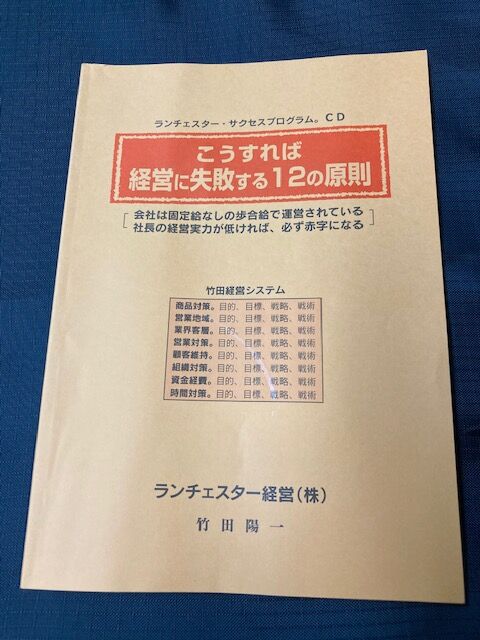 ランチェスター・サクセスプログラム。CD
こうすれば
経営に失敗する12の原則
会社は固定給なしの歩合給で運営されている
社長の経営実力が低ければ、必ず赤字になる
竹田経営システム
商品対策。目的、目標、戦略、戦術
営業地域。目的、目標、戦略、戦術
業界客層。目的、目標、戦略、戦術
営業対策。目的、目標、戦略、戦術
顧客維持。目的、目標、戦略、戦術
組織対策。目的、目標、戦略、戦術
資金経費。目的、目標、戦略、戦術
時間対策。目的、目標、戦略、戦術
ランチェスター経営(株)
竹田陽一